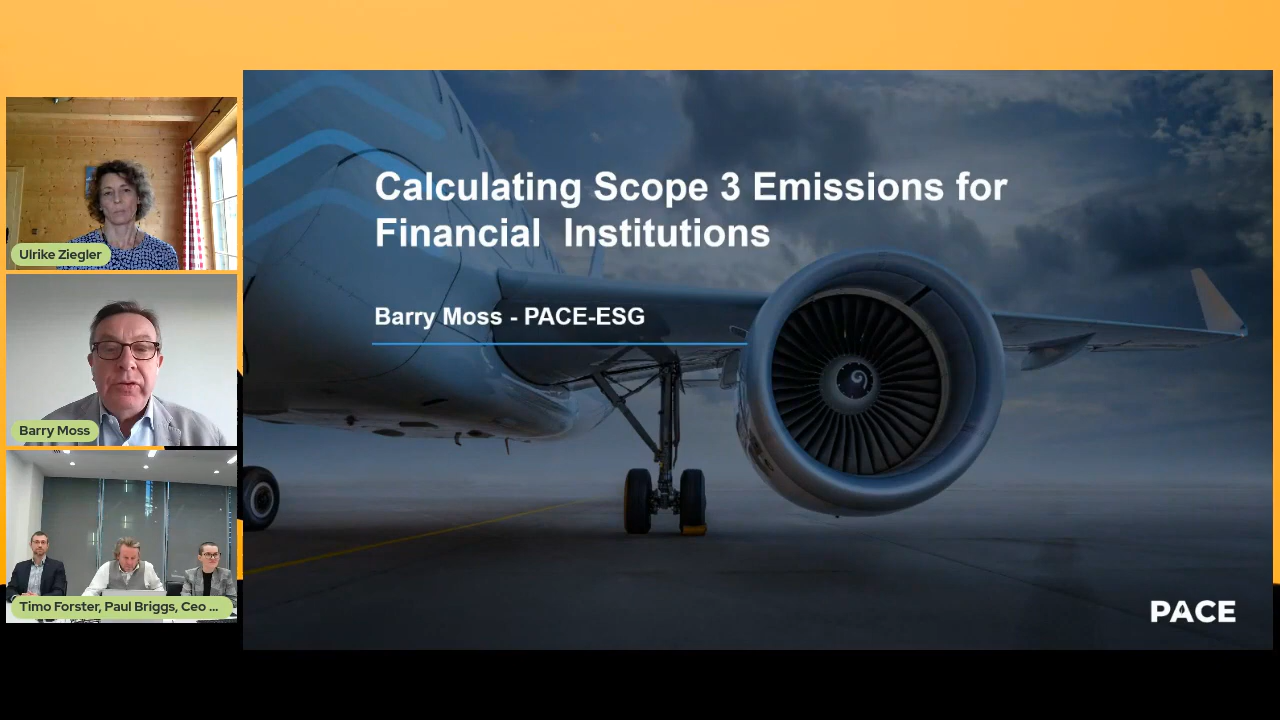 Ulrike Ziegler
Barry Moss
Timo Forster, Paul Briggs, Ceo ...
Calculating Scope 3 Emissions for
Financial Institutions
Barry Moss - PACE-ESG
PACE